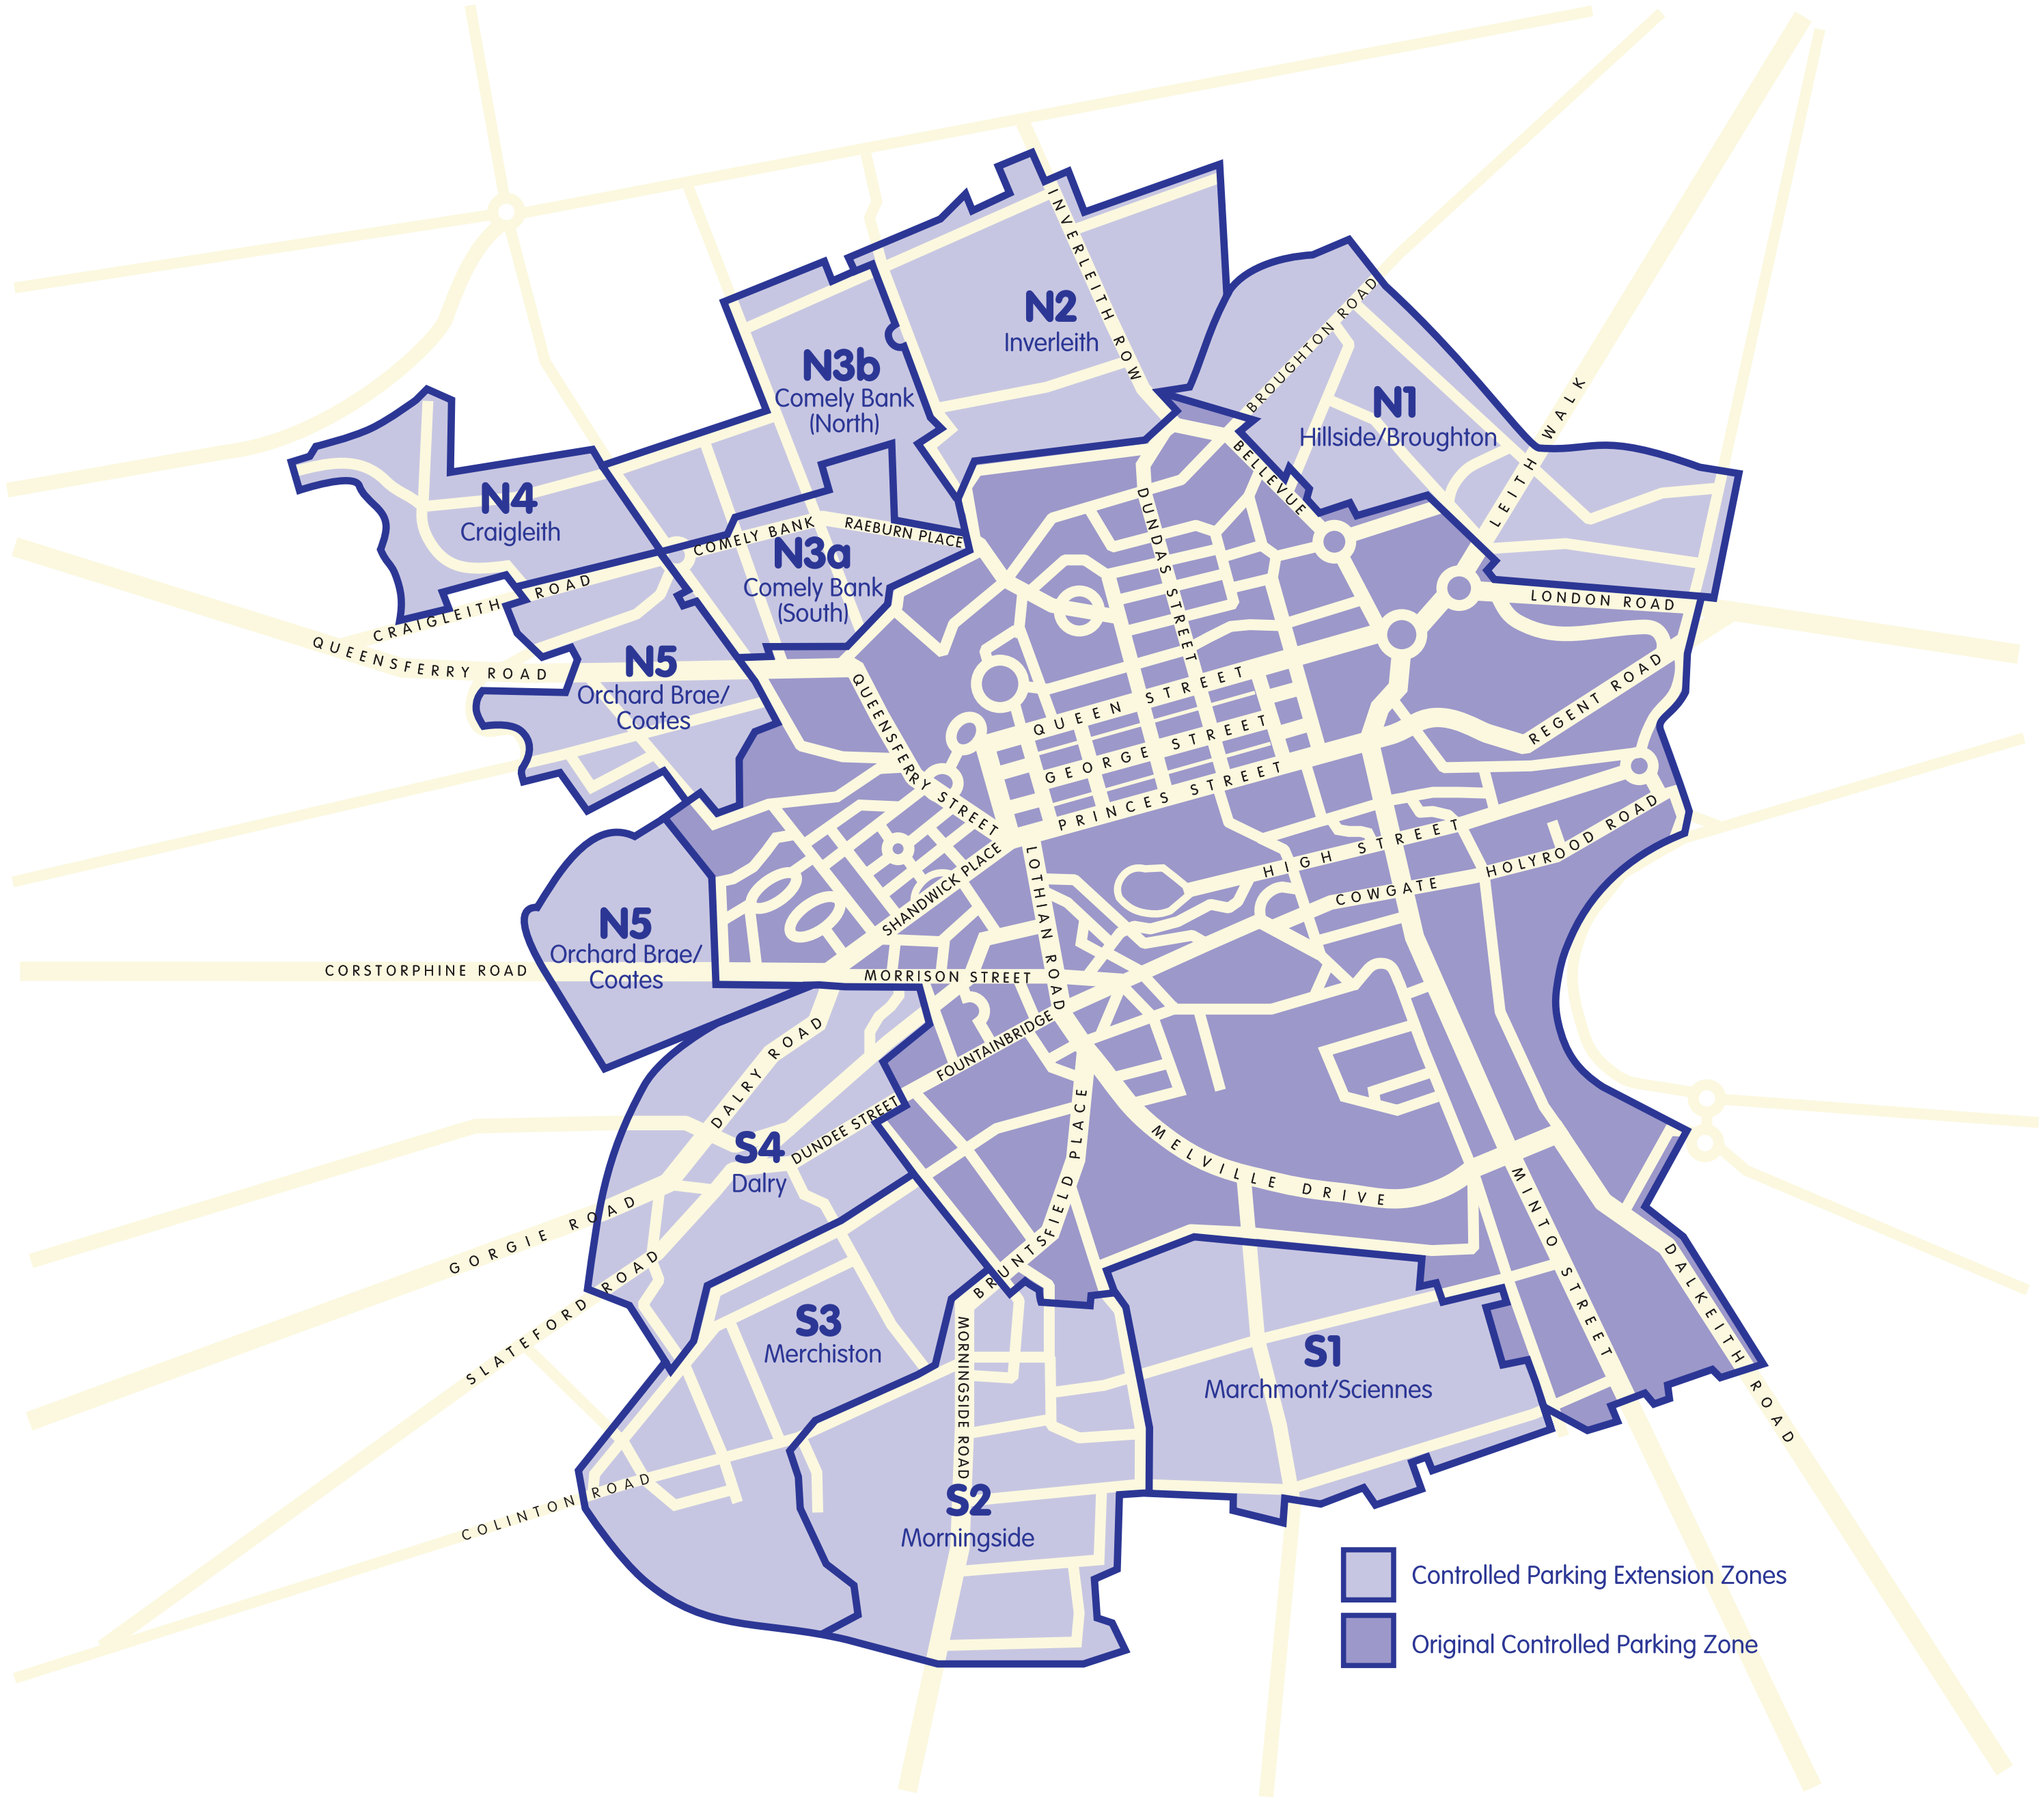 INVERLEITH ROW
N2
Inverleith
BROUGHTON ROAD
N3b
Comely Bank
(North)
N1
Hillside/Broughton
LEITH WALK
BELLEVUE
N4
Craigleith
DUNDAS STREET
COMELY BANK
RAEBURN PLACE
N3a
Comely Bank
(South)
CRAIGLEITH ROAD
LONDON ROAD
QUEENSFERRY ROAD
N5
Orchard Brae/
Coates
QUEENSFERRY STREET
QUEEN STREET
GEORGE STREET
PRINCES STREET
REGENT ROAD
HIGH STREET
HOLYROOD ROAD
COWGATE
SHANDWICK PLACE
LOTHIAN ROAD
N5
Orchard Brae/
Coates
CORSTORPHINE ROAD
MORRISON STREET
DALRY ROAD
FOUNTAINBRIDGE
DUNDEE STREET
S4
Dalry
BRUNTSFIELD PLACE
MELVILLE DRIVE
GORGIE ROAD
SLATEFORD ROAD
MINTO STREET
DALKEITH ROAD
S3
Merchiston
MORNINGSIDE ROAD
S1
Marchmont/Sciennes
COLINTON ROAD
S2
Morningside
Controlled Parking Extension Zones
Original Controlled Parking Zone